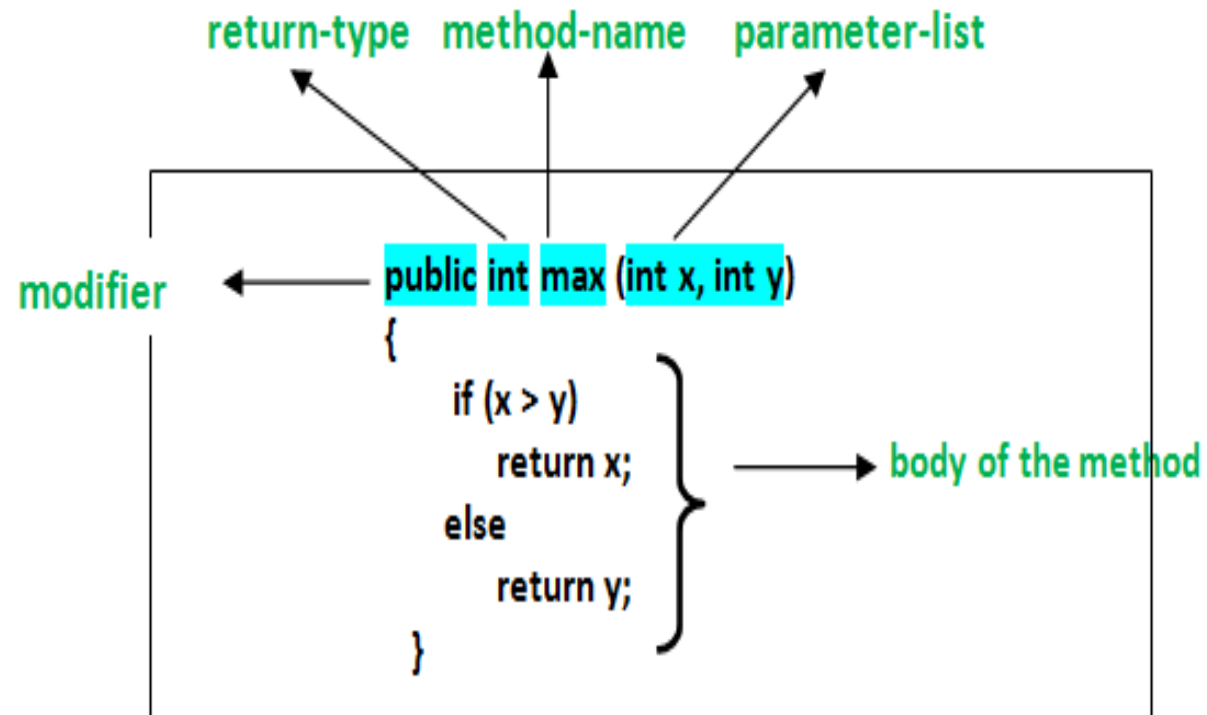 return-type method-name parameter-list
modifier
public int max (int x, int y)
{
if (x > y)
return x;
body of the method
else
return y;
}